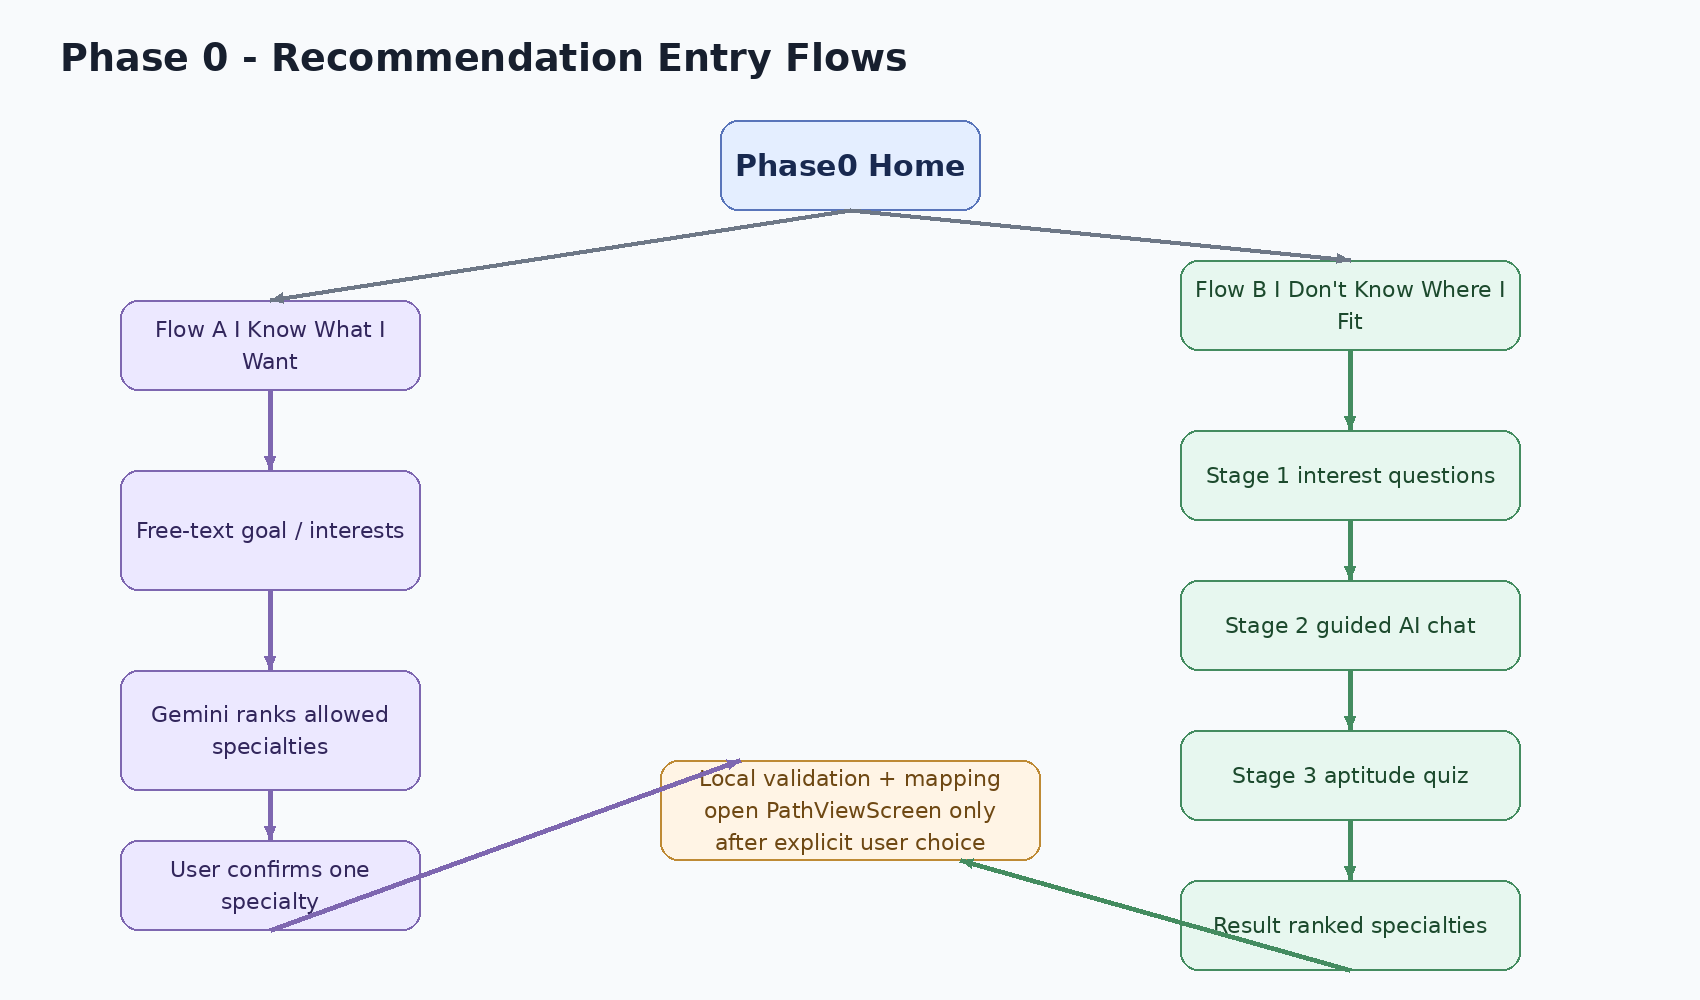 Phase 0 - Recommendation Entry Flows
Phase0 Home
Flow A I Know What I
Want
Free-text goal / interests
Gemini ranks allowed
specialties
User confirms one
specialty
Flow B I Don't Know Where I
Fit
Stage 1 interest questions
Stage 2 guided AI chat
Stage 3 aptitude quiz
Result ranked specialties
Local validation + mapping
open PathViewScreen only
after explicit user choice